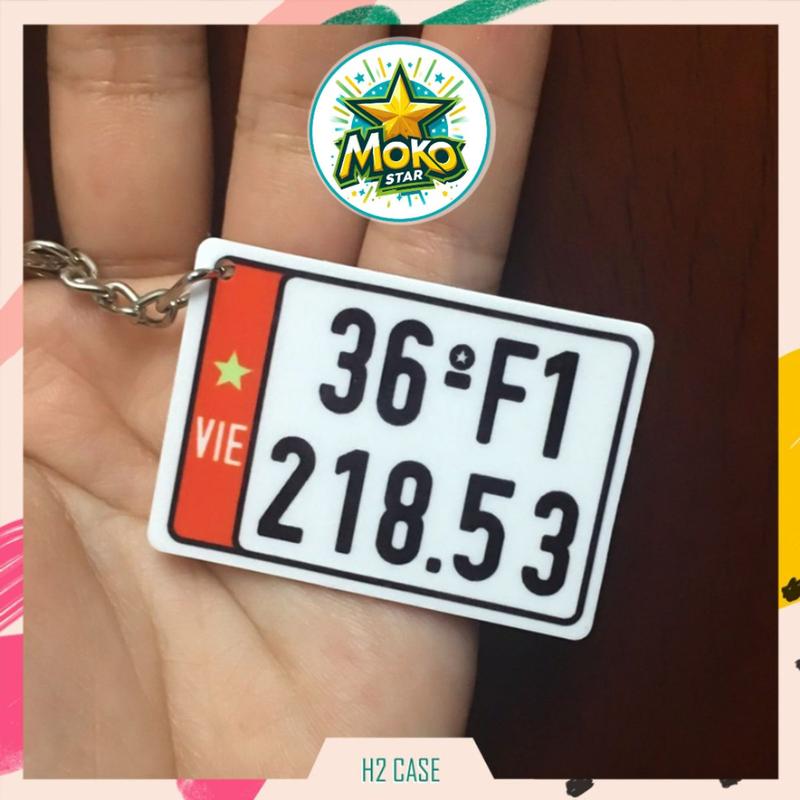 MOKO
STAR
36-F1
VIE
218.53
H2 CASE